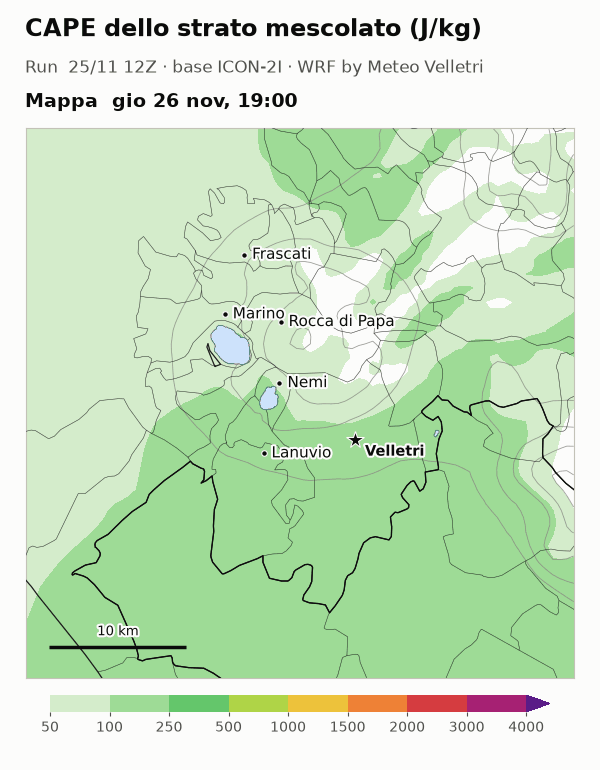 CAPE dello strato mescolato (J/kg)
Run  25/11 12Z · base ICON-2I · WRF by Meteo Velletri
Mappa  gio 26 nov, 19:00
Frascati
Marino
Rocca di Papa
Nemi
Velletri
Lanuvio
10 km
50 100 250 500 1000 1500 2000 3000 4000